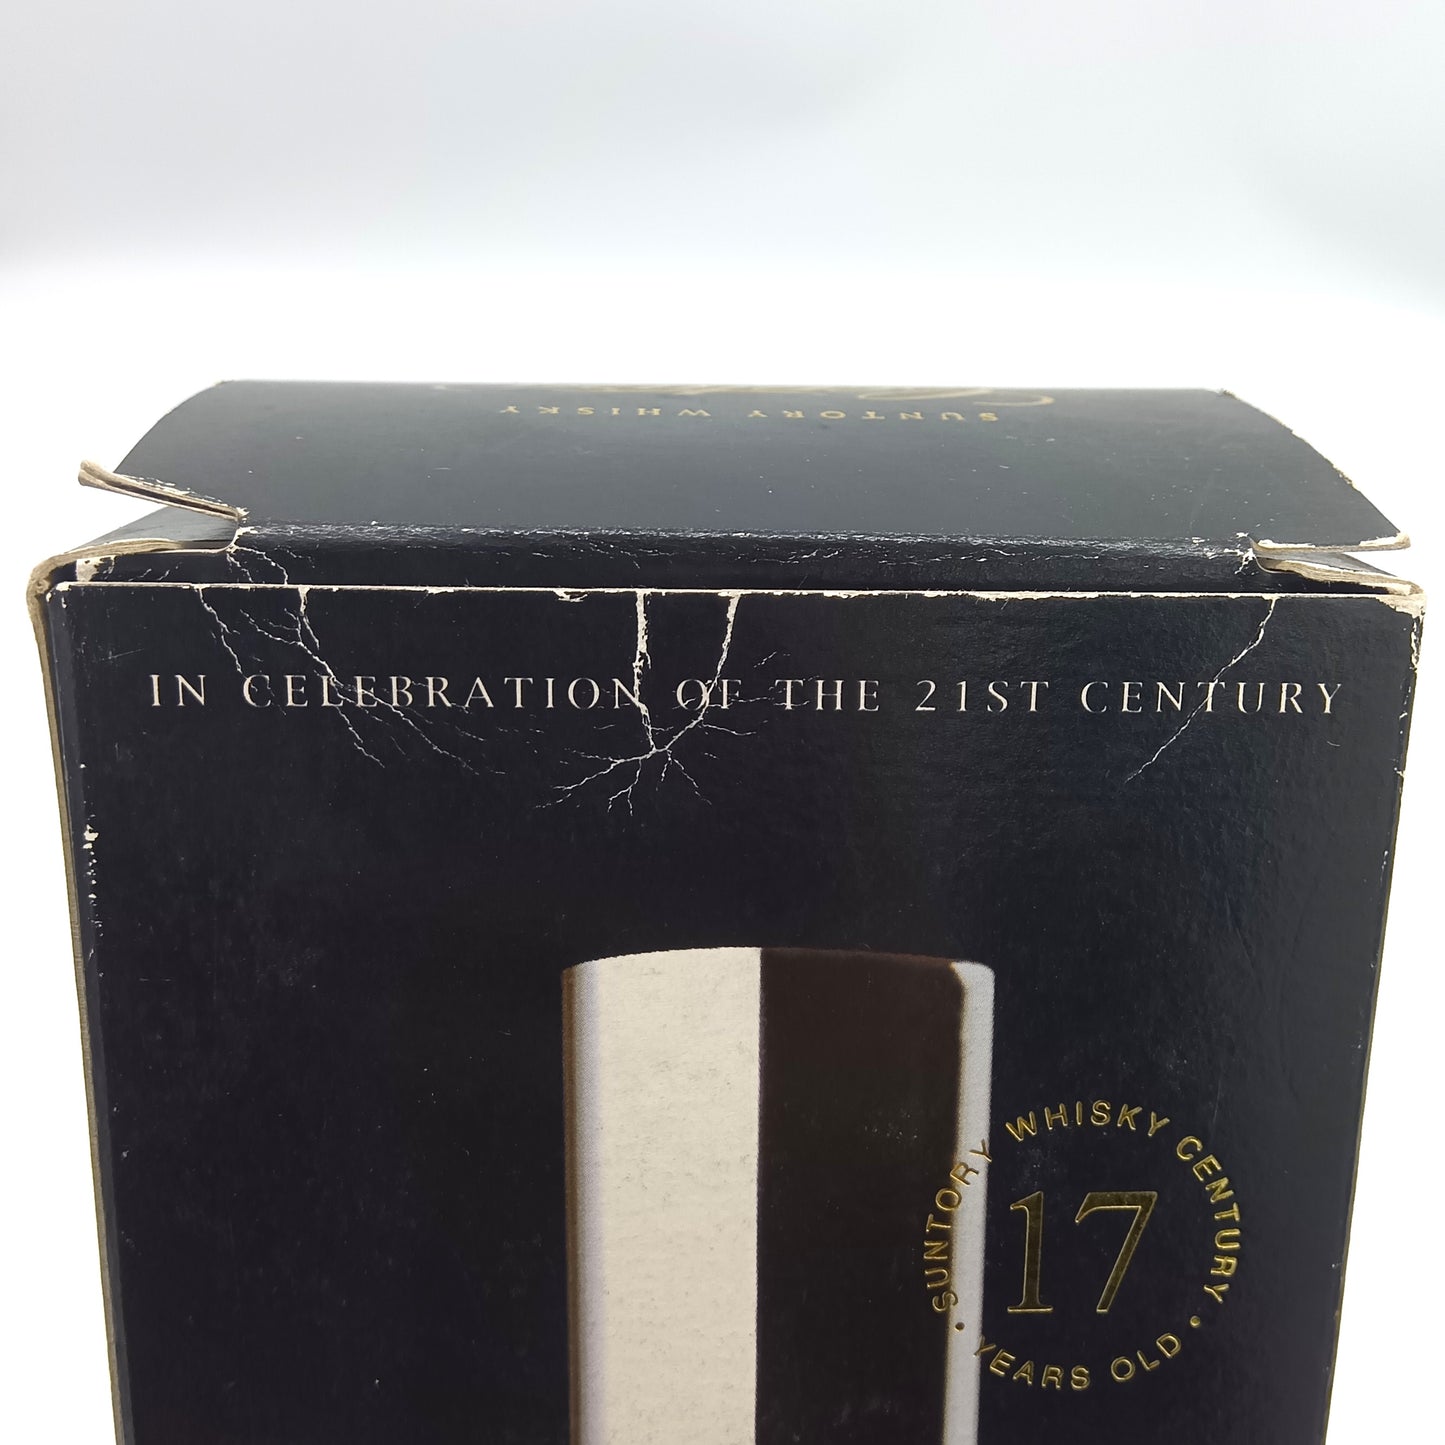 SUNTORY WHISKY
IN CELEBRATION OF THE 21ST CENTURY
SUNTORY WHISKY CENTURY
17
• YEARS OLD •